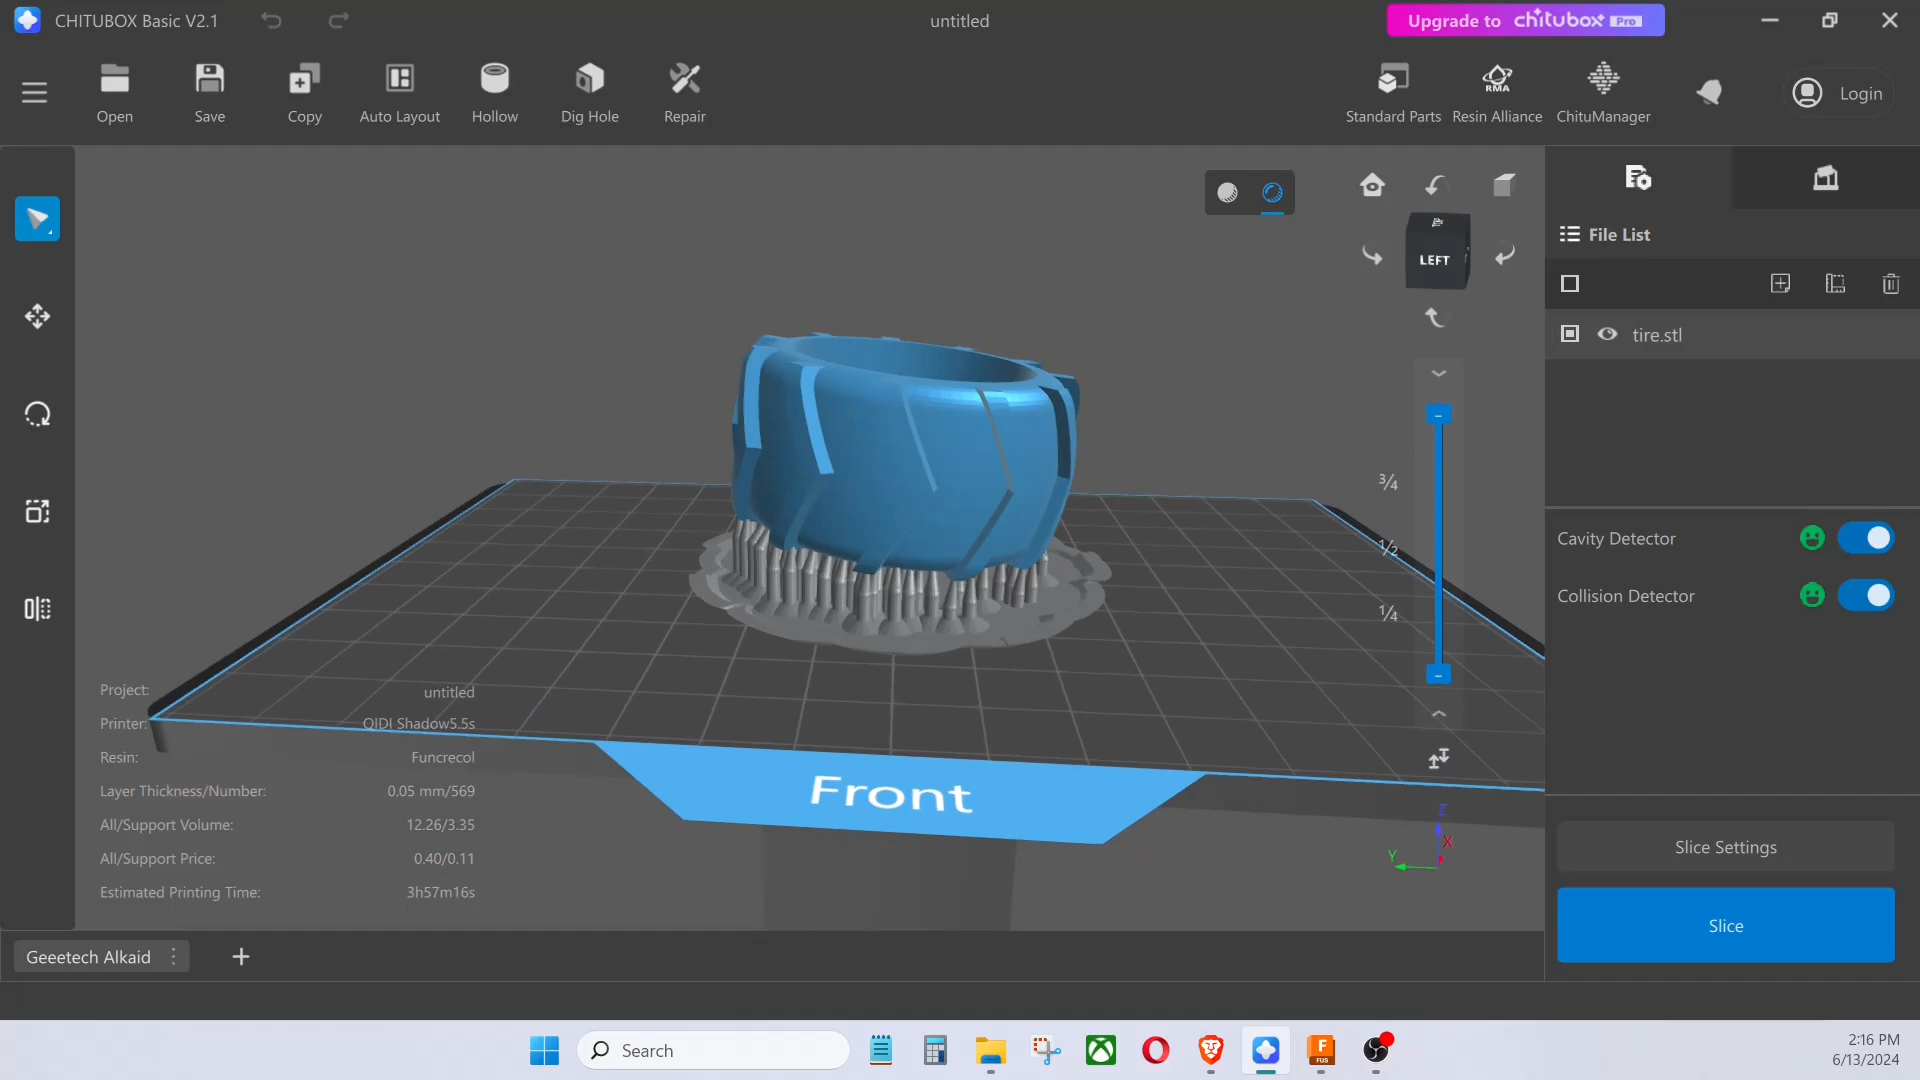 CHITUBOX Basic V2.1
untitled
Upgrade to chitubox Pro
Open
Save
Copy
Auto Layout
Hollow
Dig Hole
Repair
Standard Parts
RMA
Resin Alliance
ChituManager
Login
LEFT
File List
tire.stl
3/4
1/2
1/4
Cavity Detector
Collision Detector
Project: untitled
Printer: QIDI Shadow5.5s
Resin: Funcrecol
Layer Thickness/Number: 0.05 mm/569
All/Support Volume: 12.26/3.35
All/Support Price: 0.40/0.11
Estimated Printing Time: 3h57m16s
Front
Z
X
Y
Slice Settings
Slice
Geeetech Alkaid
Search
F
FUS
2:16 PM
6/13/2024